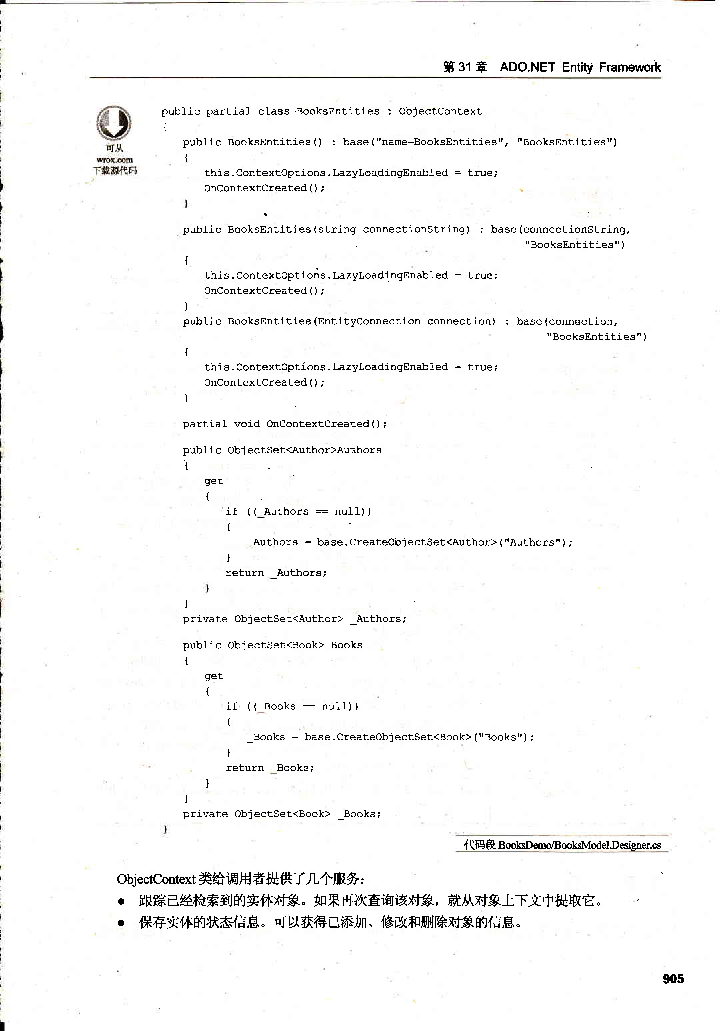 第 31 章 ADO.NET Entity Framework
可从
wrox.com
下载源代码
public partial class BooksEntities : ObjectContext
{
public BooksEntities() : base("name=BooksEntities", "BooksEntities")
{
this.ContextOptions.LazyLoadingEnabled = true;
OnContextCreated();
}
public BooksEntities(string connectionString) : base(connectionString,
"BooksEntities")
{
this.ContextOptions.LazyLoadingEnabled = true;
OnContextCreated();
}
public BooksEntities(EntityConnection connection) : base(connection,
"BooksEntities")
{
this.ContextOptions.LazyLoadingEnabled = true;
OnContextCreated();
}
partial void OnContextCreated();
public ObjectSet<Author>Authors
{
get
{
if ((_Authors == null))
{
_Authors = base.CreateObjectSet<Author>("Authors");
}
return _Authors;
}
}
private ObjectSet<Author> _Authors;
public ObjectSet<Book> Books
{
get
{
if ((_Books == null))
{
_Books = base.CreateObjectSet<Book>("Books");
}
return _Books;
}
}
private ObjectSet<Book> _Books;
}
代码段 BooksDemo/BooksModel.Designer.cs
ObjectContext 类给调用者提供了几个服务：
● 跟踪已经检索到的实体对象。如果再次查询该对象，就从对象上下文中提取它。
● 保存实体的状态信息。可以获得已添加、修改和删除对象的信息。
905